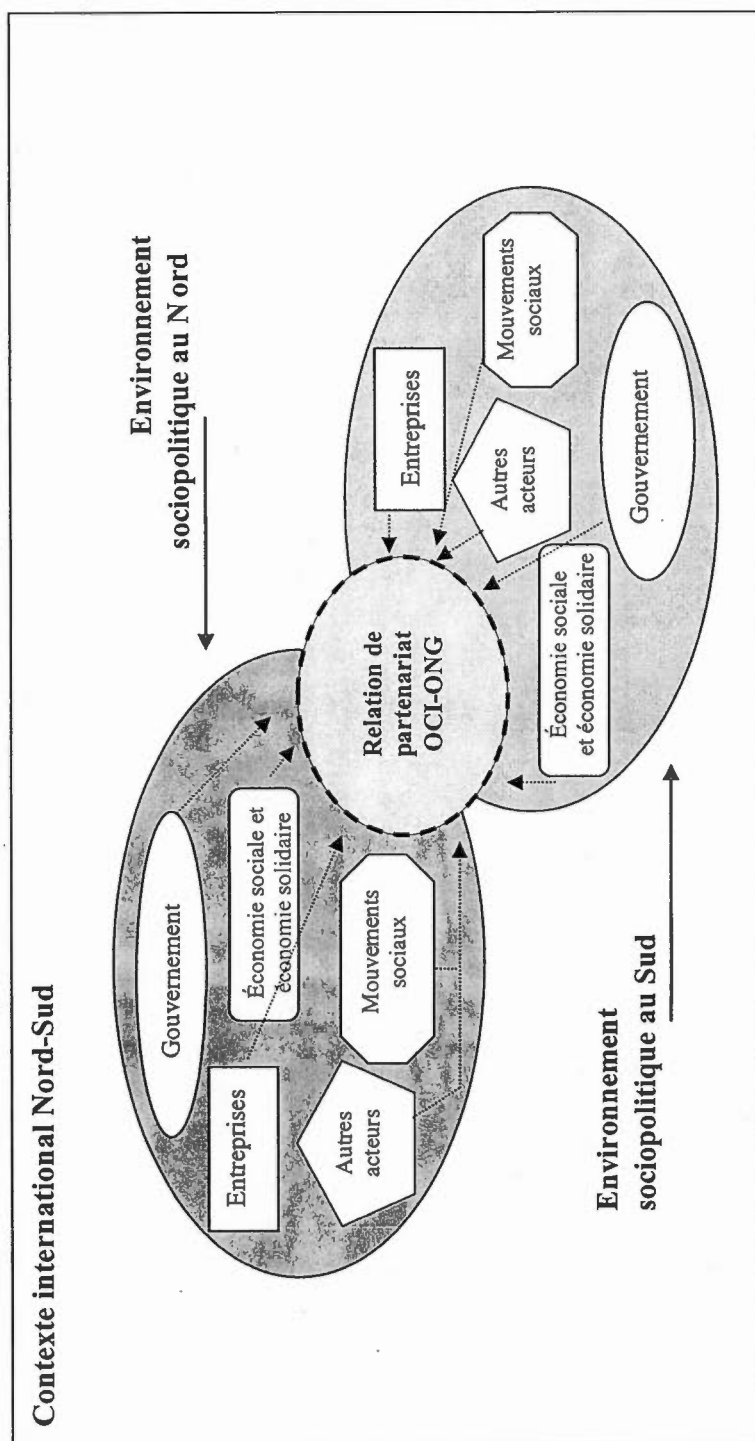 Contexte international Nord-Sud
Environnement
sociopolitique au Nord
Gouvernement
Économie sociale et
économie solidaire
Entreprises
Mouvements
sociaux
Autres
acteurs
Relation de
partenariat
OCI-ONG
Entreprises
Mouvements
sociaux
Autres
acteurs
Économie sociale
et économie solidaire
Gouvernement
Environnement
sociopolitique au Sud